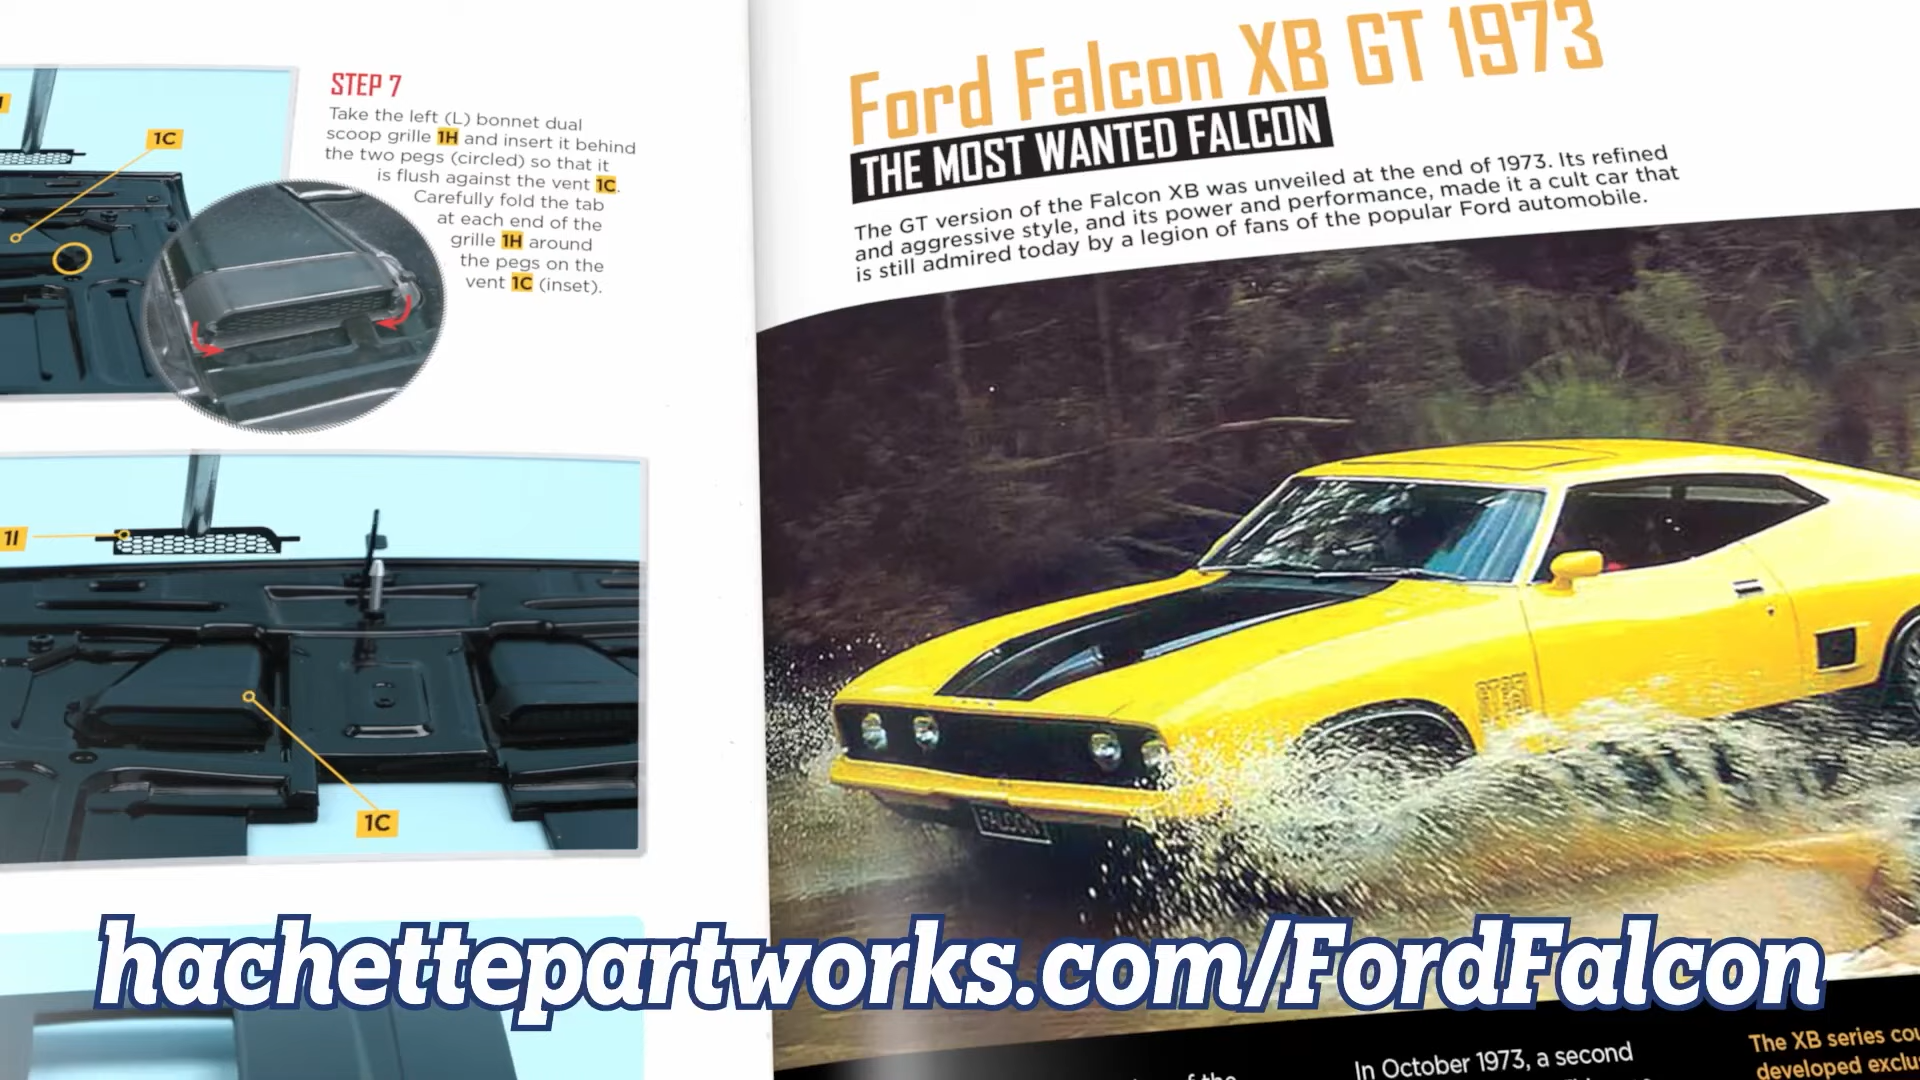 1C
STEP 7
Take the left (L) bonnet dual
scoop grille 1H and insert it behind
the two pegs (circled) so that it
is flush against the vent 1C.
Carefully fold the tab
at each end of the
grille 1H around
the pegs on the
vent 1C (inset).
1I
1C
Ford Falcon XB GT 1973
THE MOST WANTED FALCON
The GT version of the Falcon XB was unveiled at the end of 1973. Its refined
and aggressive style, and its power and performance, made it a cult car that
is still admired today by a legion of fans of the popular Ford automobile.
FALCON
hachettepartworks.com/FordFalcon
of the
In October 1973, a second
The XB series